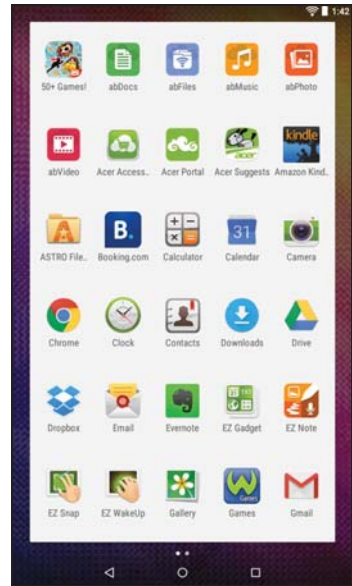 1:42
50+ Games! abDocs abFiles abMusic abPhoto
kindle
abVideo Acer Access.. Acer Portal Acer Suggests Amazon Kind..
B. 31
ASTRO File.. Booking.com Calculator Calendar Camera
Chrome Clock Contacts Downloads Drive
Dropbox Email Evernote EZ Gadget EZ Note
Games
EZ Snap EZ WakeUp Gallery Games Gmail